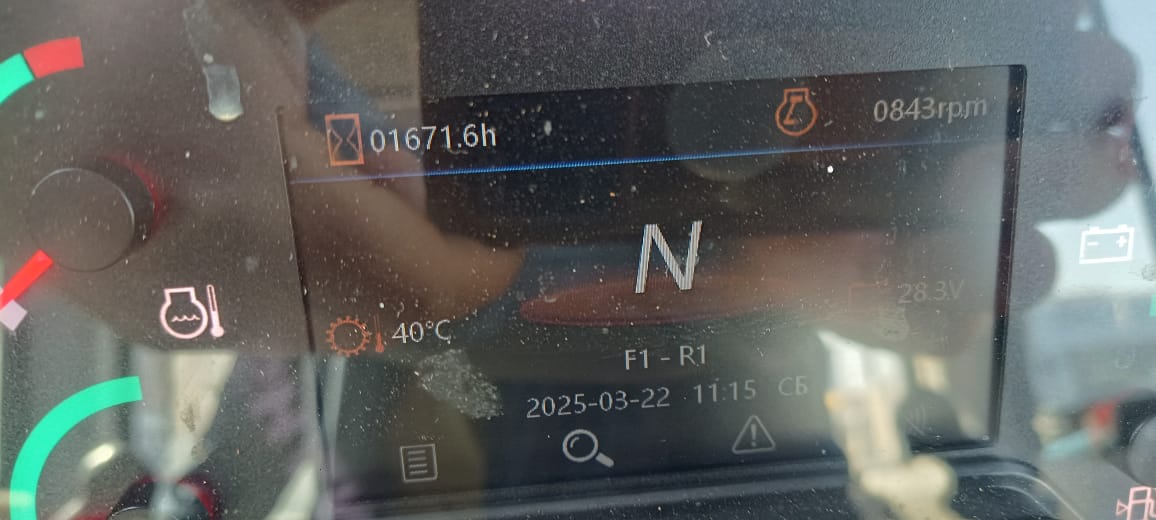 01671.6h
0843rpm
N
28.3V
40°C
F1 - R1
2025-03-22 11:15 СБ